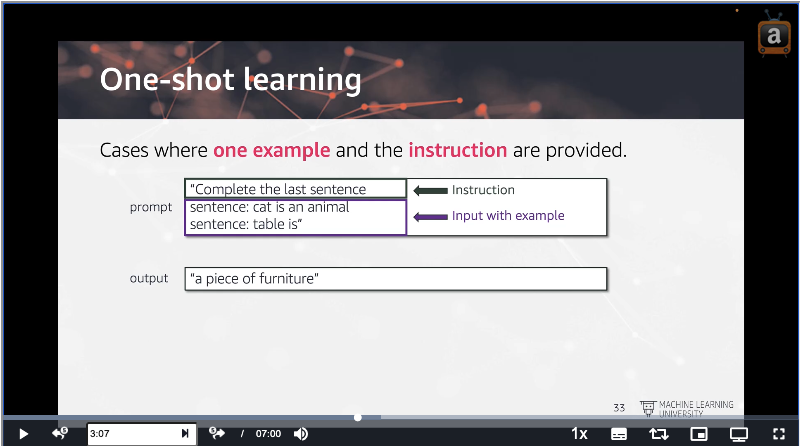 a
One-shot learning
Cases where one example and the instruction are provided.
prompt
"Complete the last sentence
Instruction
sentence: cat is an animal
sentence: table is"
Input with example
output
"a piece of furniture"
33
MACHINE LEARNING
UNIVERSITY
3:07
/ 07:00
1x